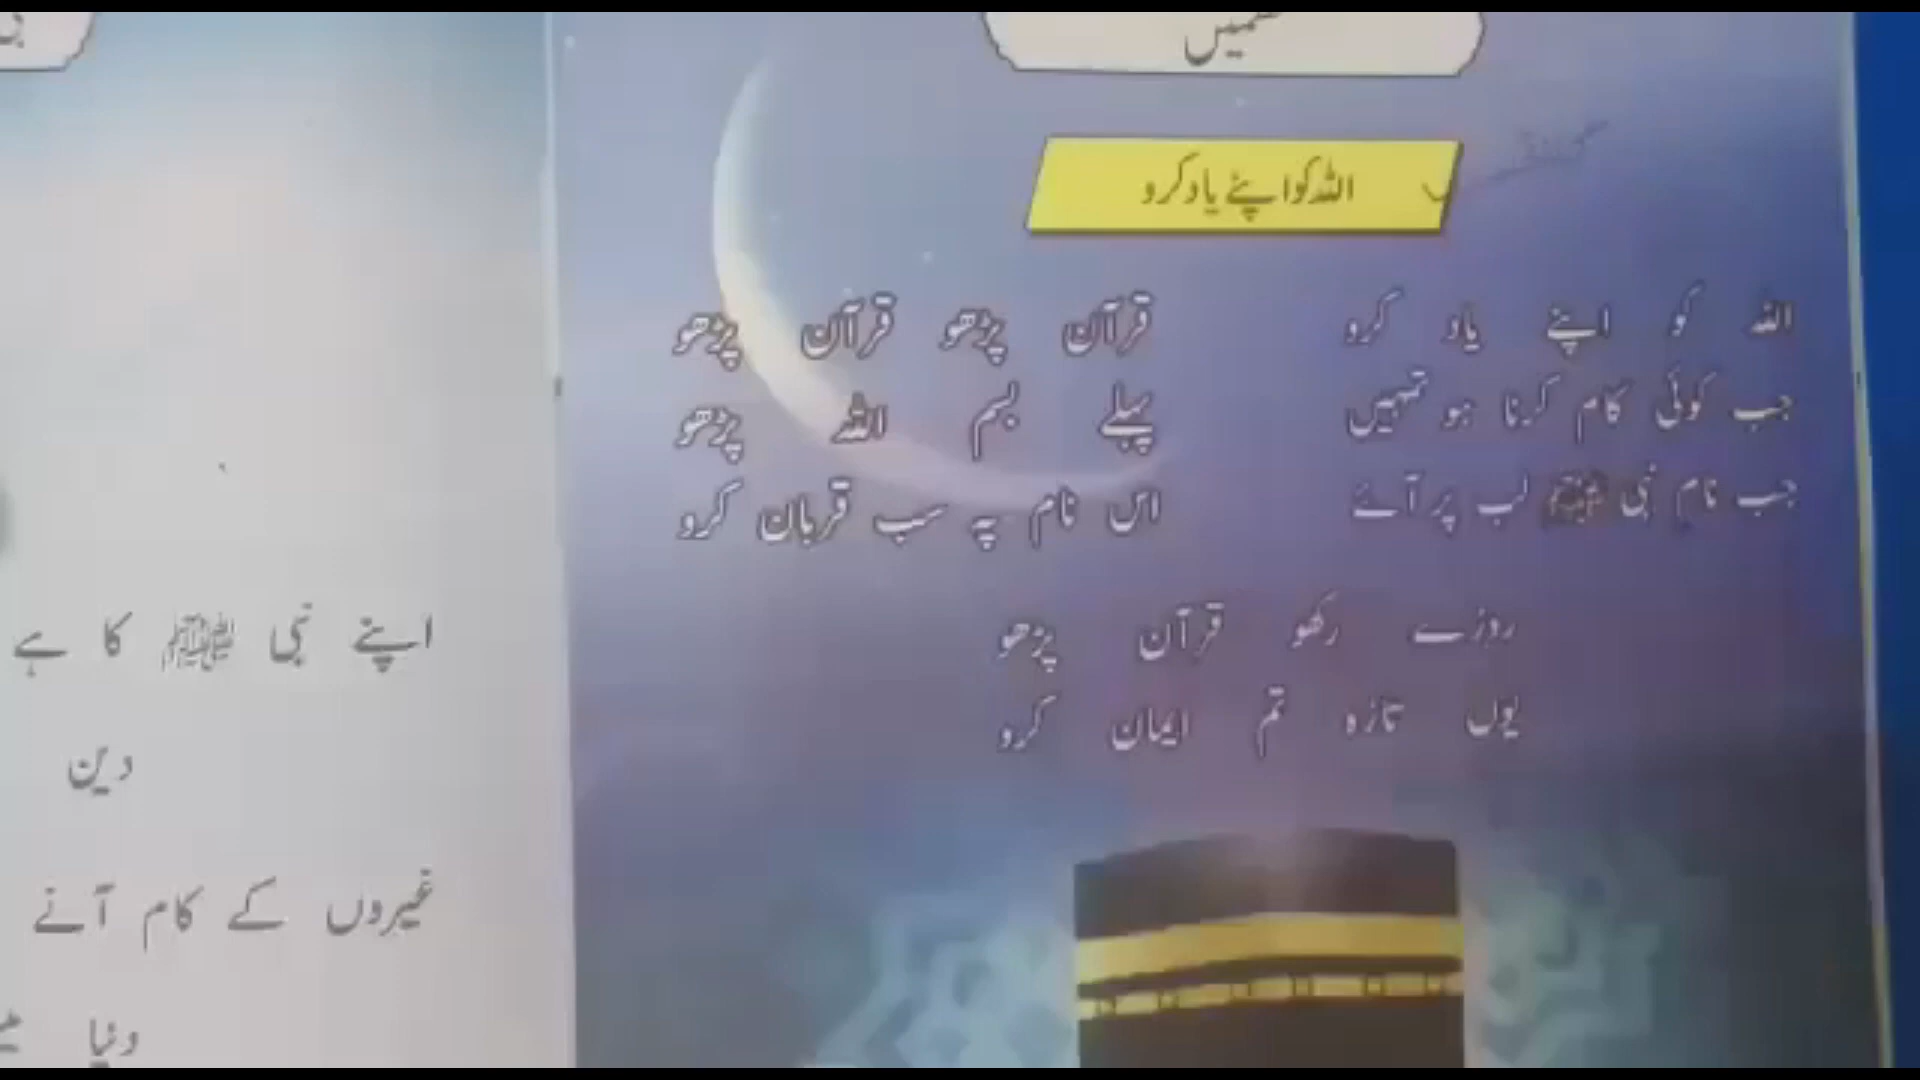 نظمیں
اللہ کو اپنے یاد کرو
اللہ کو اپنے یاد کرو قرآن پڑھو قرآن پڑھو
جب کوئی کام کرنا ہو تمہیں پہلے بسم اللہ پڑھو
جب نام نبی ﷺ لب پر آئے اس نام پہ سب قربان کرو
روزے رکھو قرآن پڑھو
یوں تازہ تم ایمان کرو
اپنے نبی ﷺ کا ہے
دین
غیروں کے کام آنے
دنیا